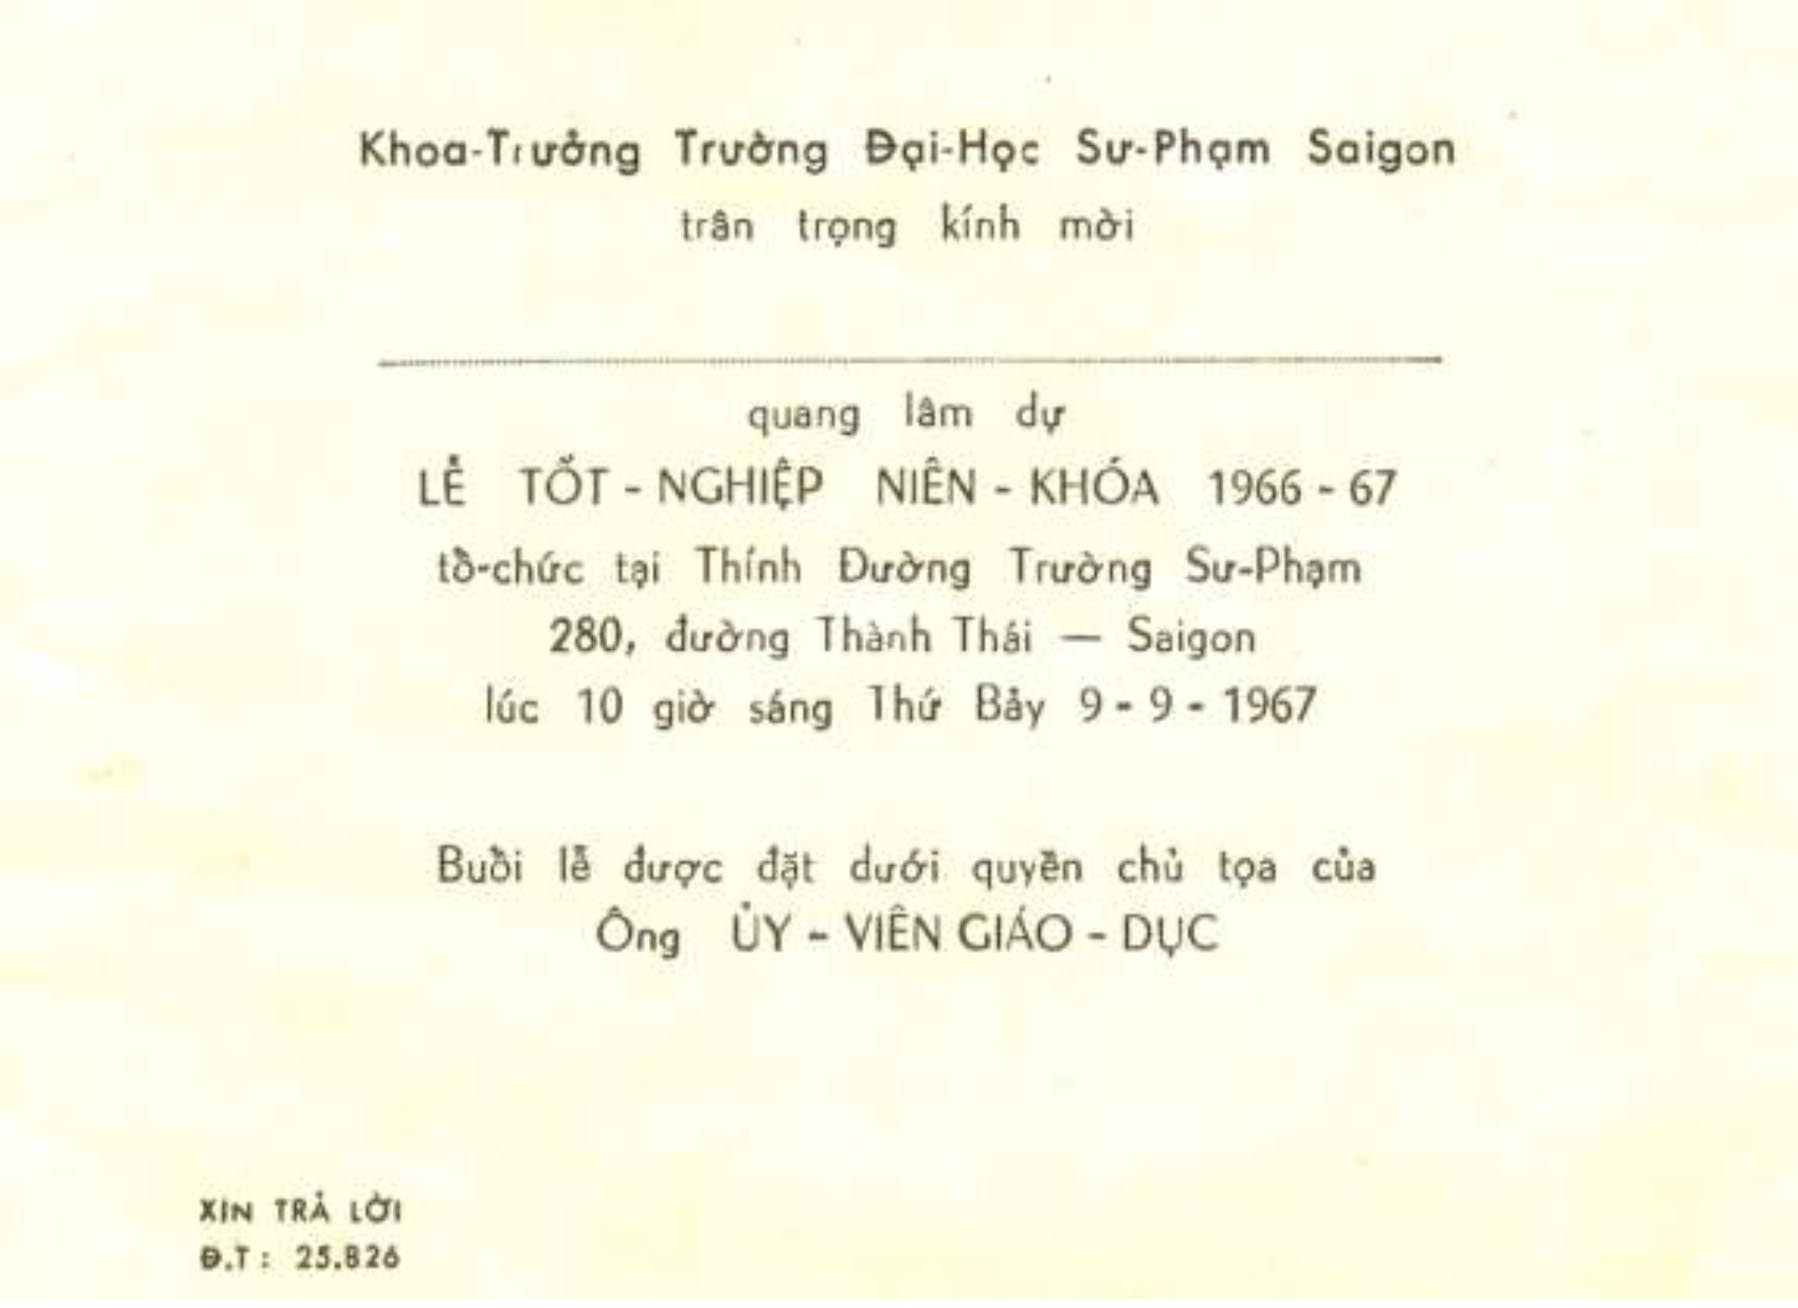 Khoa-Trưởng Trường Đại-Học Sư-Phạm Saigon
trân trọng kính mời
quang lâm dự
LỄ TỐT - NGHIỆP NIÊN - KHÓA 1966 - 67
tổ-chức tại Thính Đường Trường Sư-Phạm
280, đường Thành Thái — Saigon
lúc 10 giờ sáng Thứ Bảy 9 - 9 - 1967
Buổi lễ được đặt dưới quyền chủ tọa của
Ông ỦY - VIÊN GIÁO - DỤC
XIN TRẢ LỜI
Đ.T : 25.826